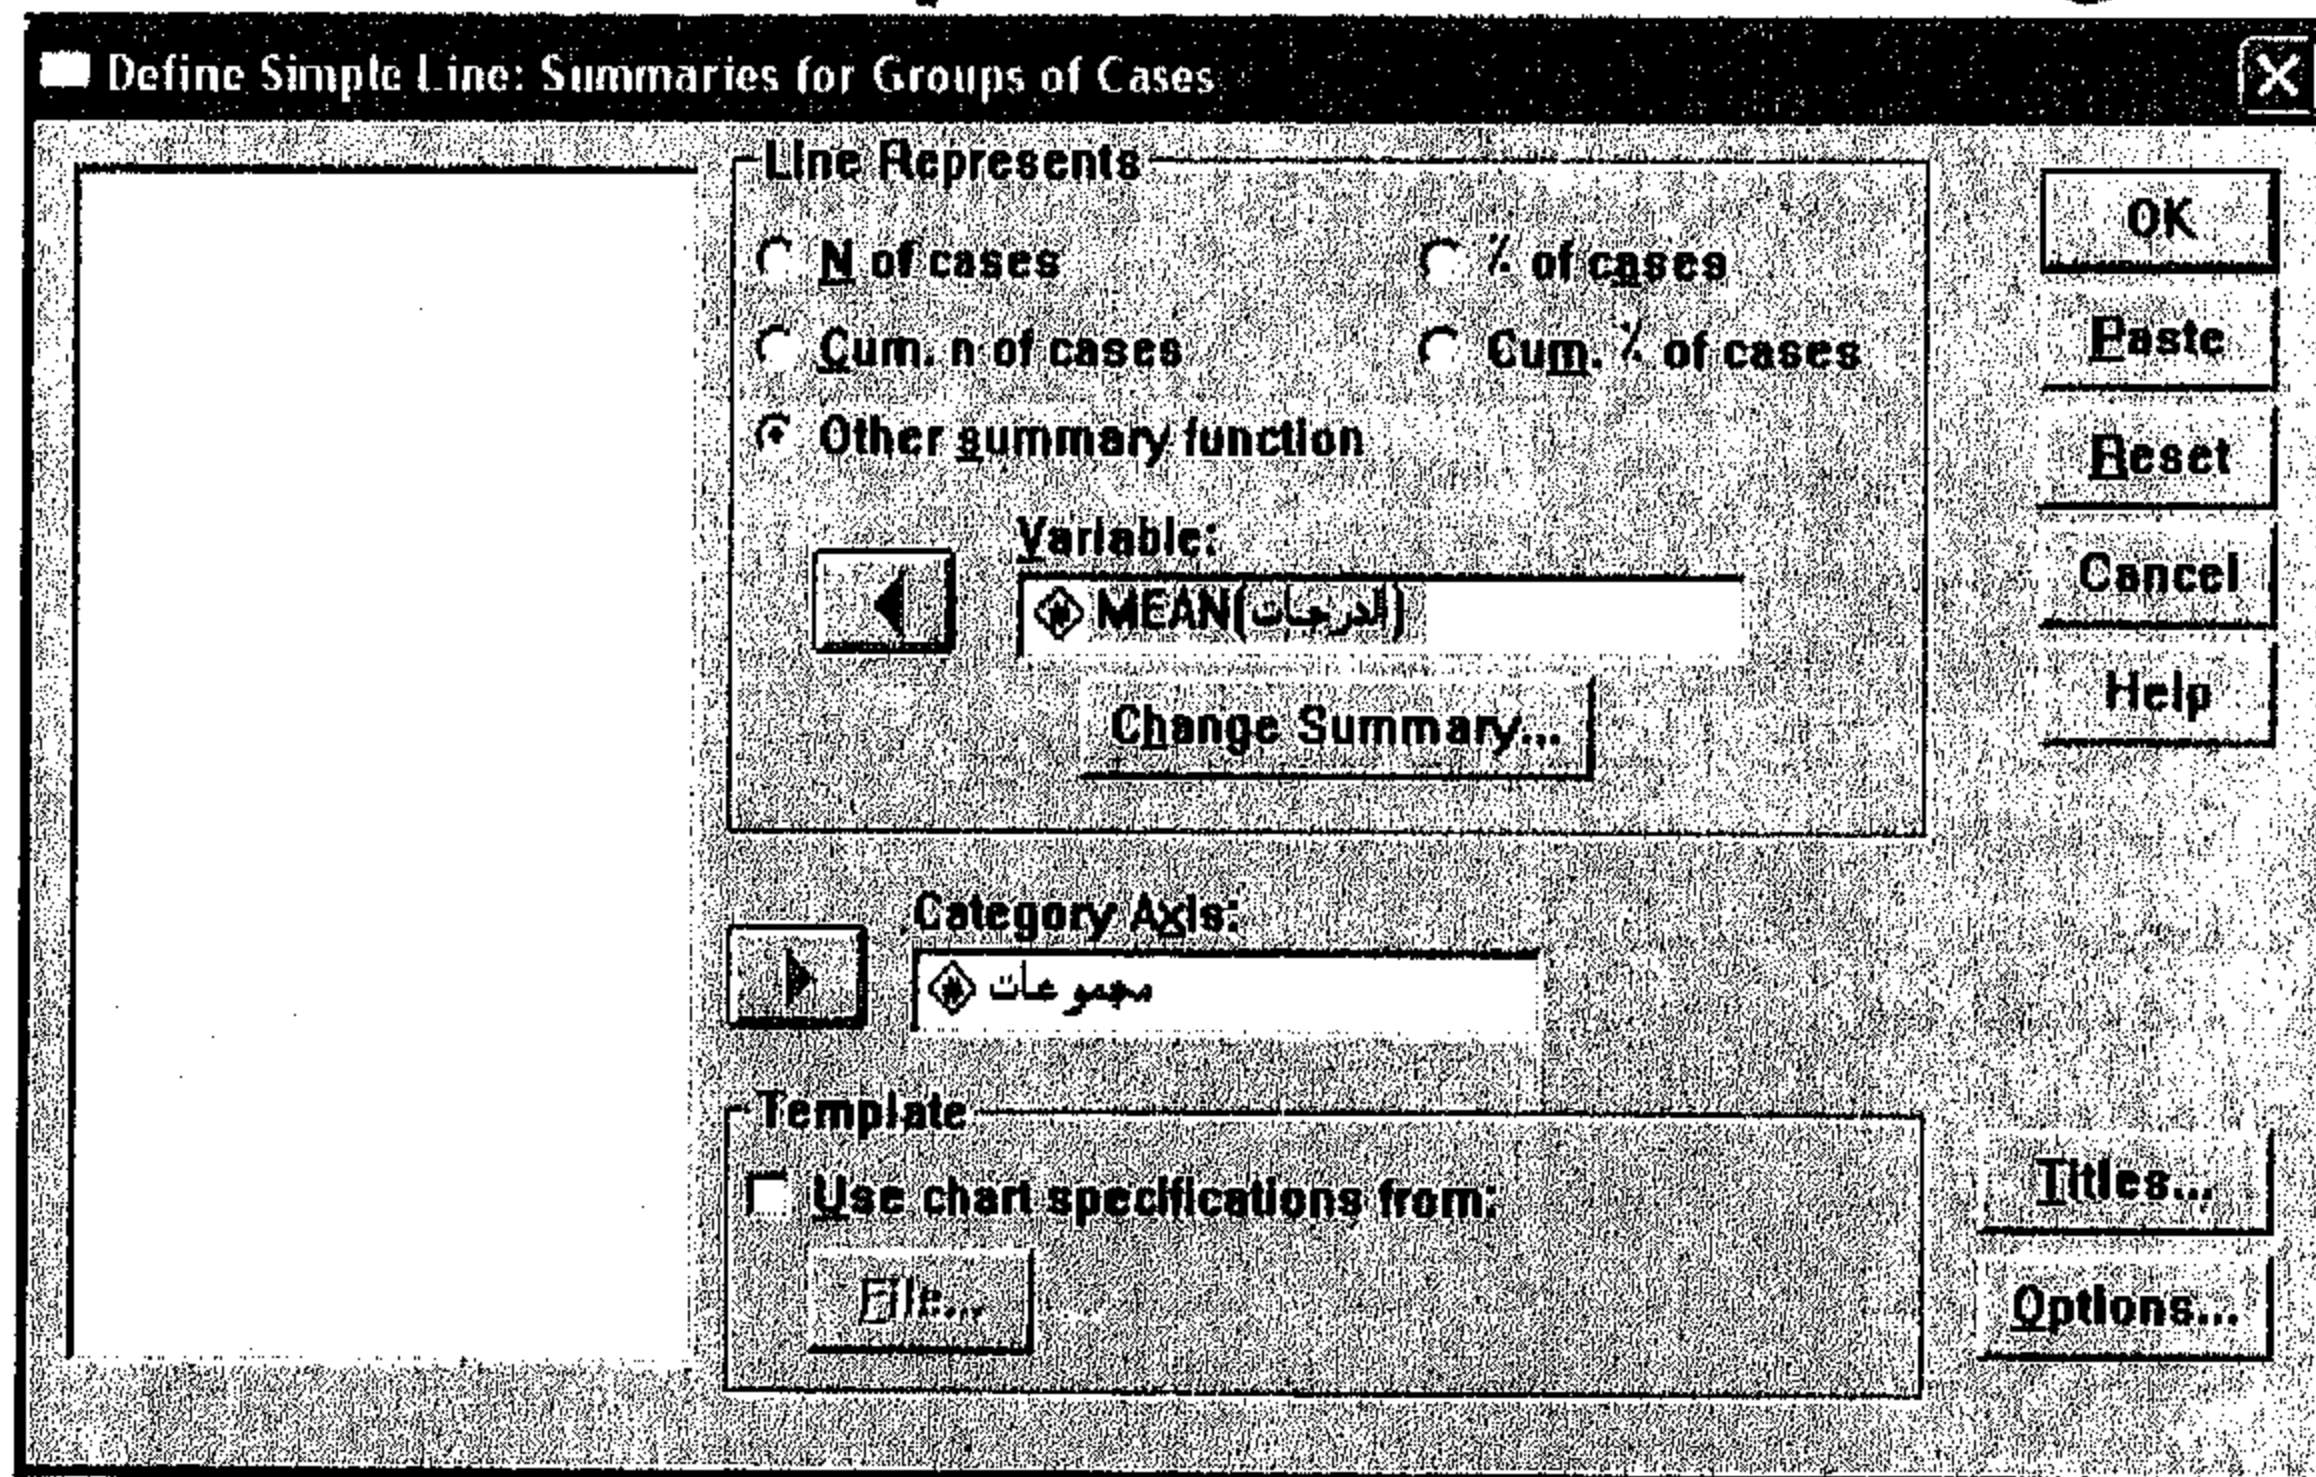 Define Simple Line: Summaries for Groups of Cases
Line Represents
N of cases
% of cases
Cum. n of cases
Cum. % of cases
Other summary function
Variable:
MEAN(الدرجات)
Change Summary...
Category Axis:
مجموعات
Template
Use chart specifications from:
File...
OK
Paste
Reset
Cancel
Help
Titles...
Options...